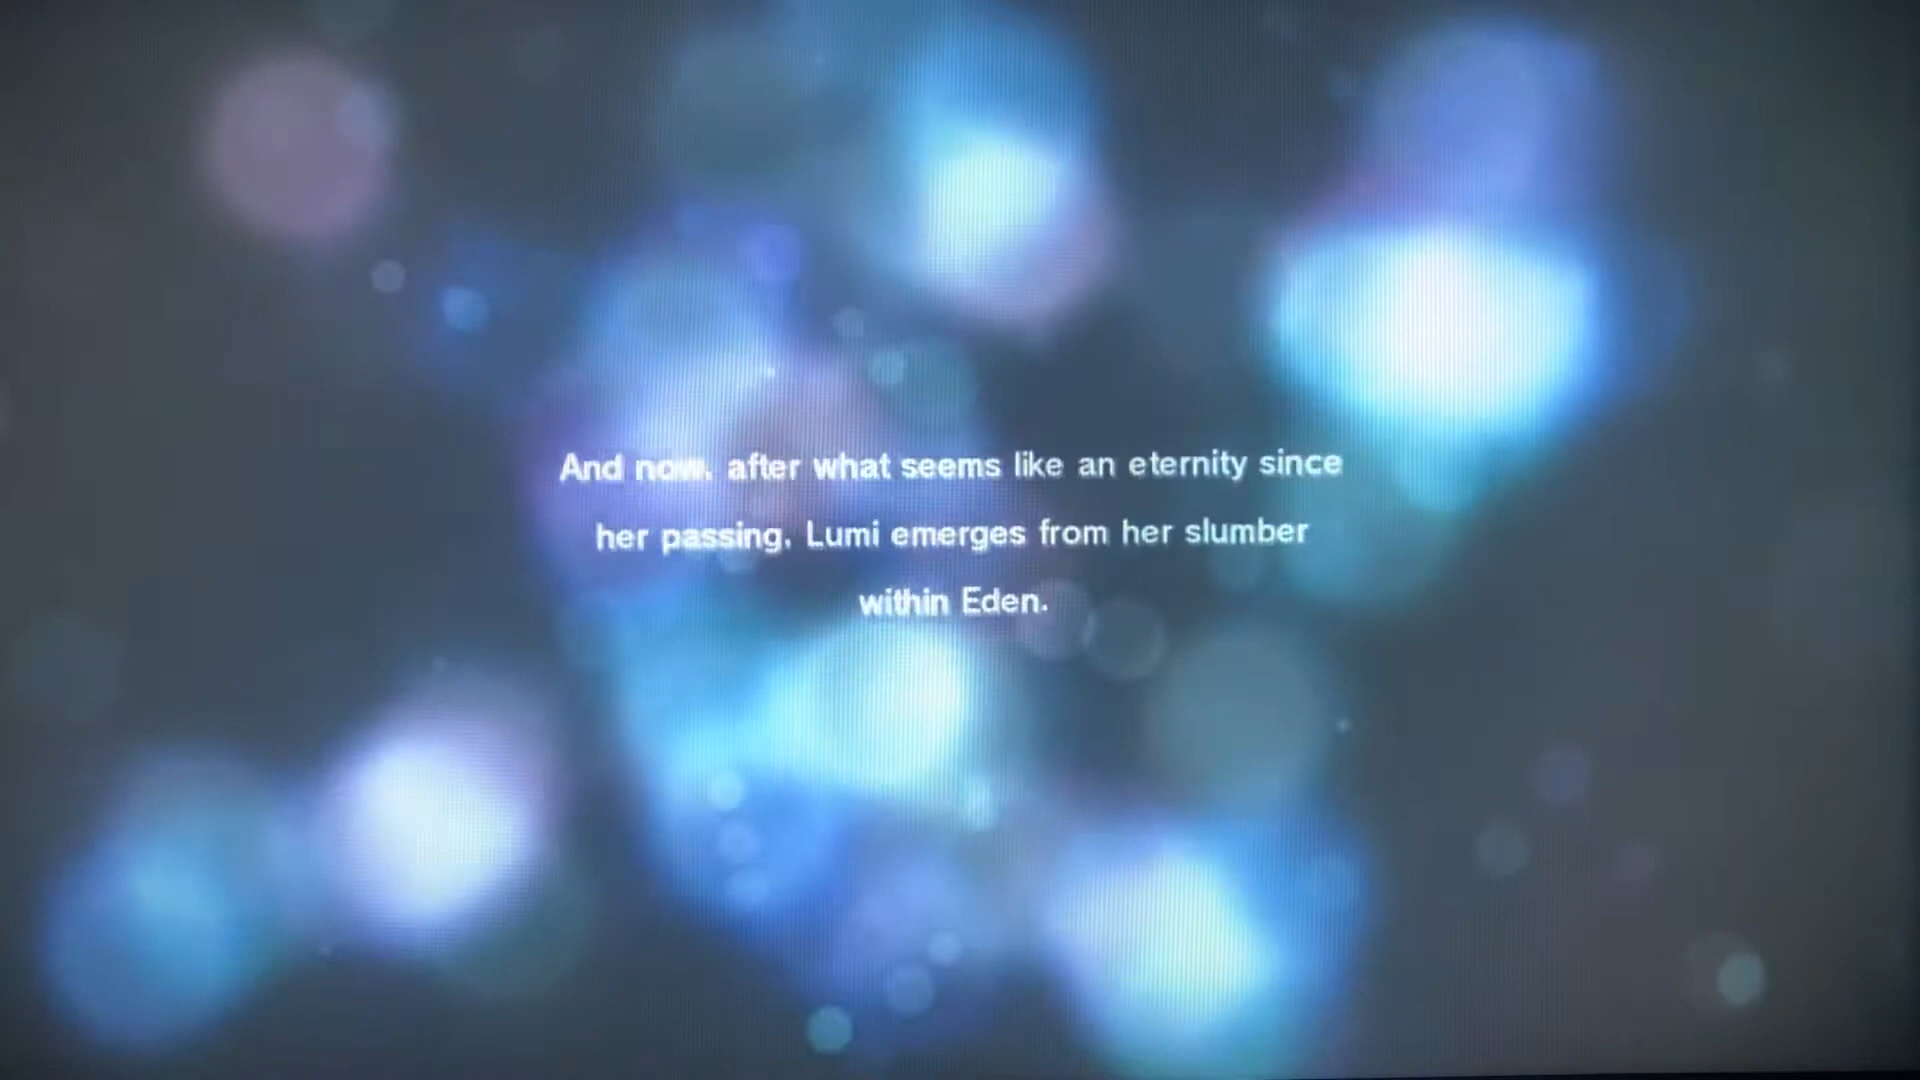 And now, after what seems like an eternity since
her passing, Lumi emerges from her slumber
within Eden.